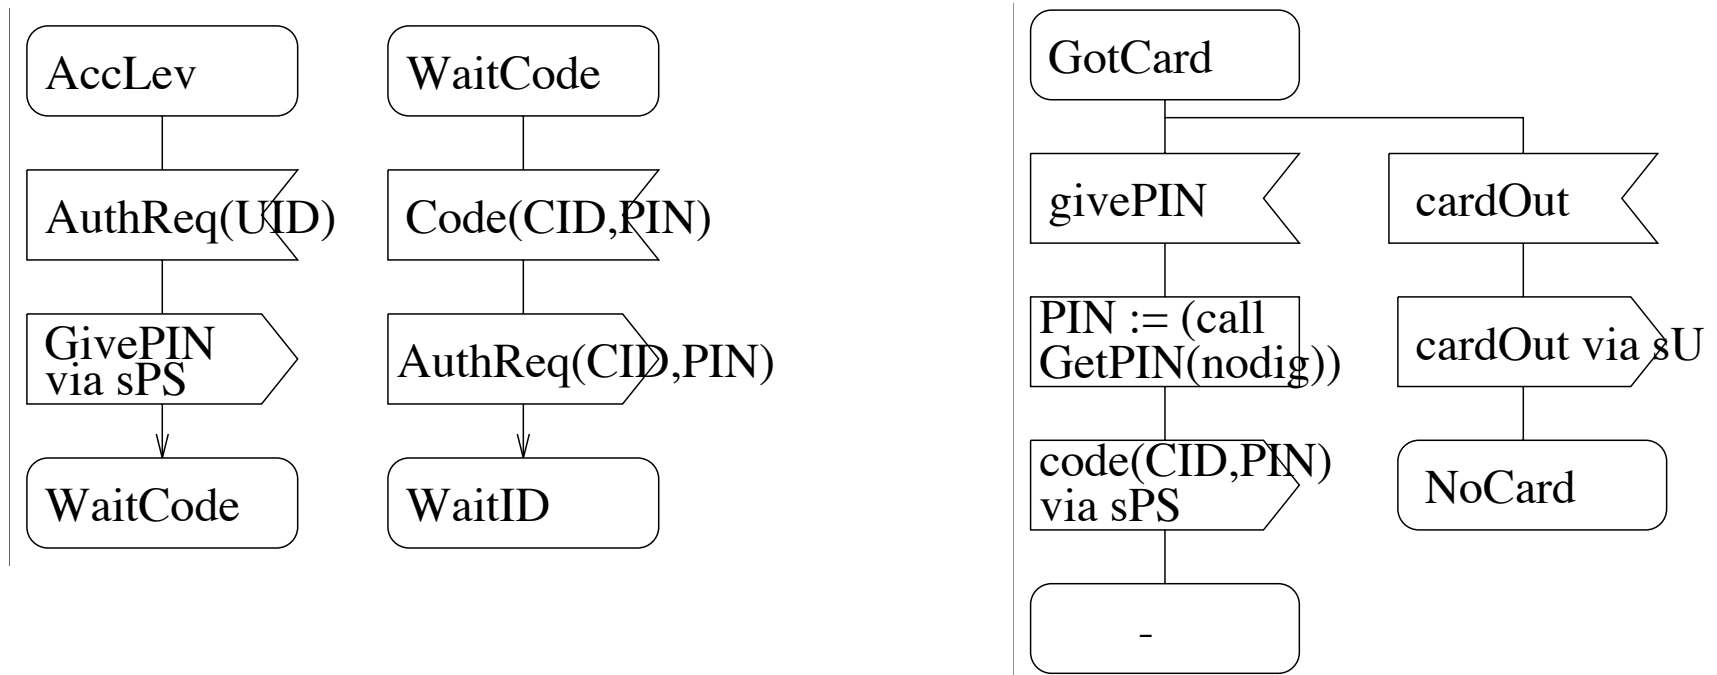 AccLev
AuthReq(UID)
GivePIN
via sPS
WaitCode
WaitCode
Code(CID,PIN)
AuthReq(CID,PIN)
WaitID
GotCard
givePIN
PIN := (call
GetPIN(nodig))
code(CID,PIN)
via sPS
-
cardOut
cardOut via sU
NoCard